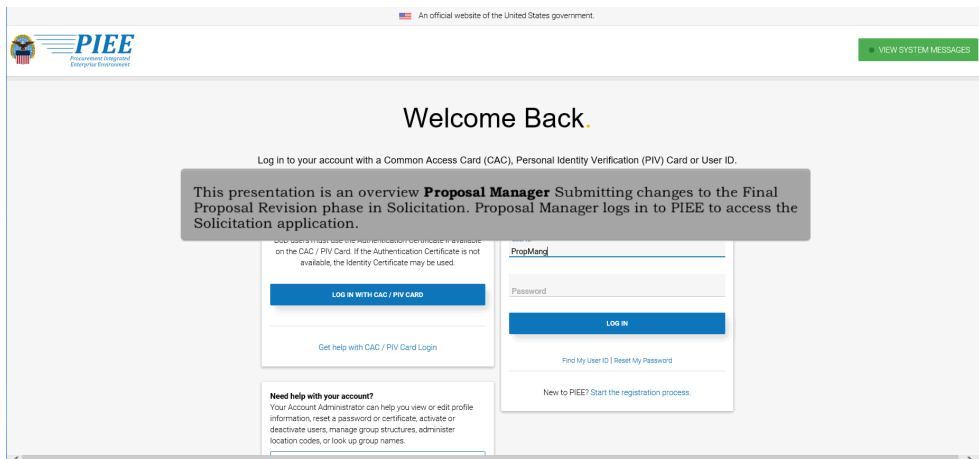 An official website of the United States government.
PIEE
Procurement Integrated
Enterprise Environment
VIEW SYSTEM MESSAGES
Welcome Back.
Log in to your account with a Common Access Card (CAC), Personal Identity Verification (PIV) Card or User ID.
This presentation is an overview Proposal Manager Submitting changes to the Final
Proposal Revision phase in Solicitation. Proposal Manager logs in to PIEE to access the
Solicitation application.
DoD users must use the Authentication Certificate if available
on the CAC / PIV Card. If the Authentication Certificate is not
available, the Identity Certificate may be used.
LOG IN WITH CAC / PIV CARD
Get help with CAC / PIV Card Login
Need help with your account?
Your Account Administrator can help you view or edit profile
information, reset a password or certificate, activate or
deactivate users, manage group structures, administer
location codes, or look up group names.
PropMang
Password
LOG IN
Find My User ID | Reset My Password
New to PIEE? Start the registration process.